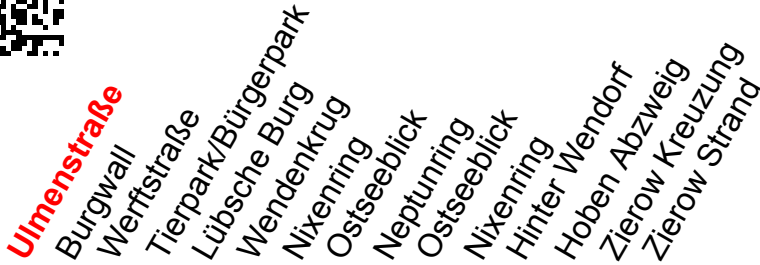 Ulmenstraße
Burgwall
Werftstraße
Tierpark/Bürgerpark
Lübsche Burg
Wendenkrug
Nixenring
Ostseeblick
Neptunring
Ostseeblick
Nixenring
Hinter Wendorf
Hoben Abzweig
Zierow Kreuzung
Zierow Strand